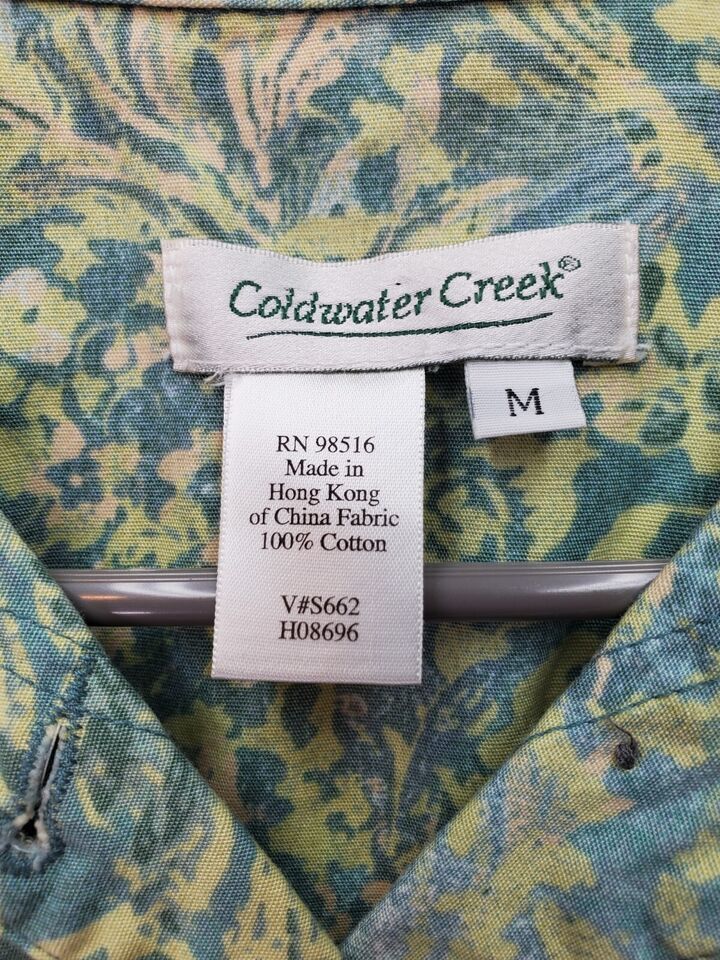 Coldwater Creek®
M
RN 98516
Made in
Hong Kong
of China Fabric
100% Cotton
V#S662
H08696